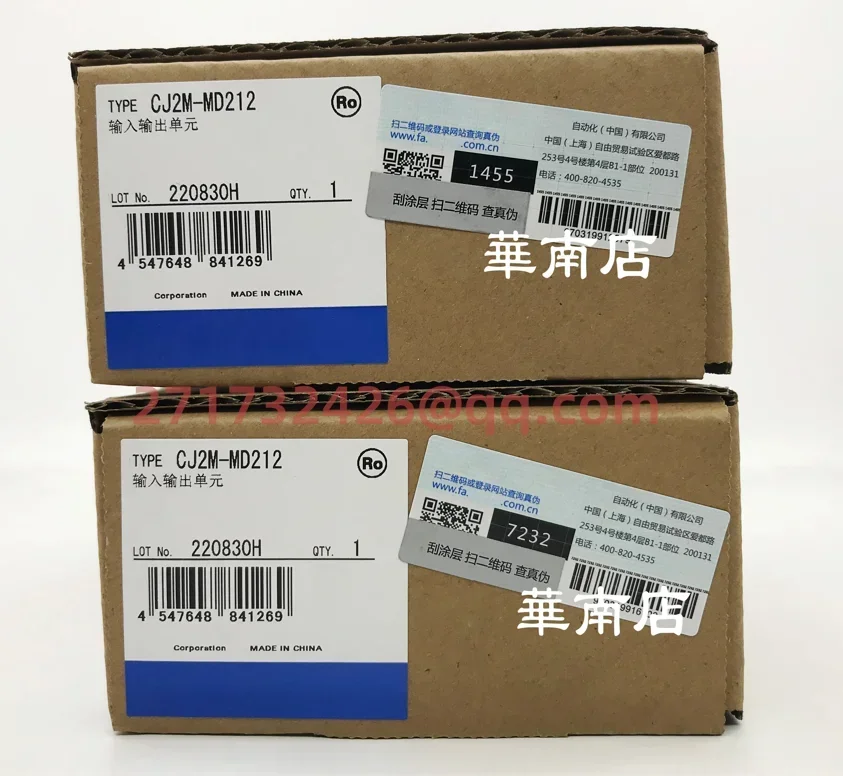 TYPE CJ2M-MD212
Ro
输入输出单元
LOT No. 220830H QTY. 1
4 547648 841269
Corporation MADE IN CHINA
扫二维码或登录网站查询真伪
www.fa. .com.cn
1455
刮涂层 扫二维码 查真伪
自动化(中国)有限公司
中国(上海)自由贸易试验区爱都路
253号4号楼第4层B1-1部位 200131
电话:400-820-4535
華南店
271732426@qq.com
TYPE CJ2M-MD212
Ro
输入输出单元
LOT No. 220830H QTY. 1
4 547648 841269
Corporation MADE IN CHINA
扫二维码或登录网站查询真伪
www.fa. .com.cn
7232
刮涂层 扫二维码 查真伪
自动化(中国)有限公司
中国(上海)自由贸易试验区爱都路
253号4号楼第4层B1-1部位 200131
电话:400-820-4535
華南店